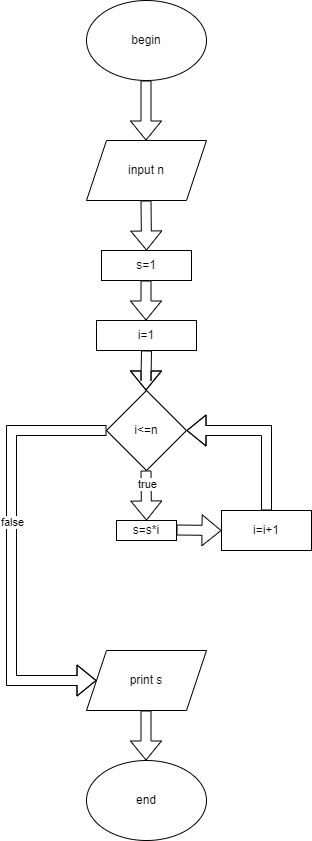 begin
input n
s=1
i=1
i<=n
true
s=s*i
i=i+1
false
print s
end